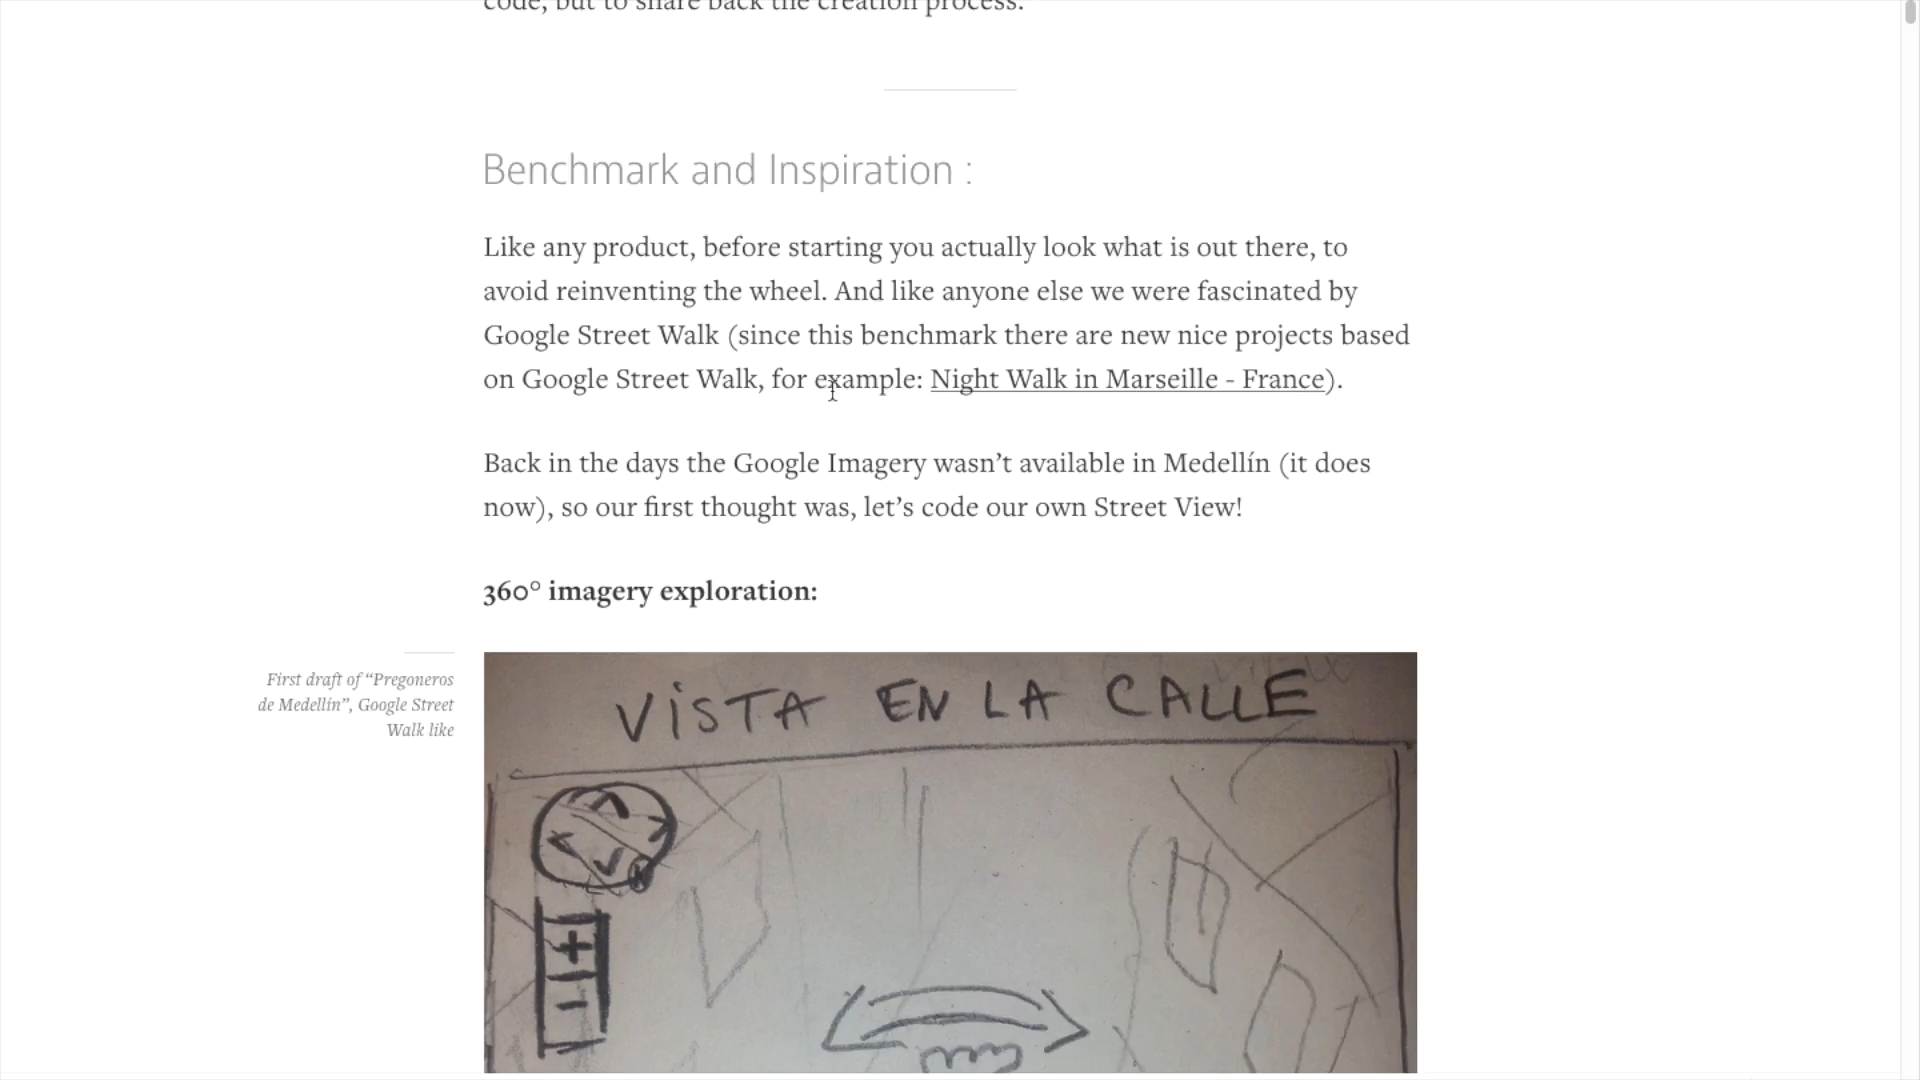 code, but to share back the creation process.
Benchmark and Inspiration :
Like any product, before starting you actually look what is out there, to
avoid reinventing the wheel. And like anyone else we were fascinated by
Google Street Walk (since this benchmark there are new nice projects based
on Google Street Walk, for example: Night Walk in Marseille - France).
Back in the days the Google Imagery wasn’t available in Medellín (it does
now), so our first thought was, let’s code our own Street View!
360° imagery exploration:
First draft of “Pregoneros
de Medellín”, Google Street
Walk like
VISTA EN LA CALLE
+
-